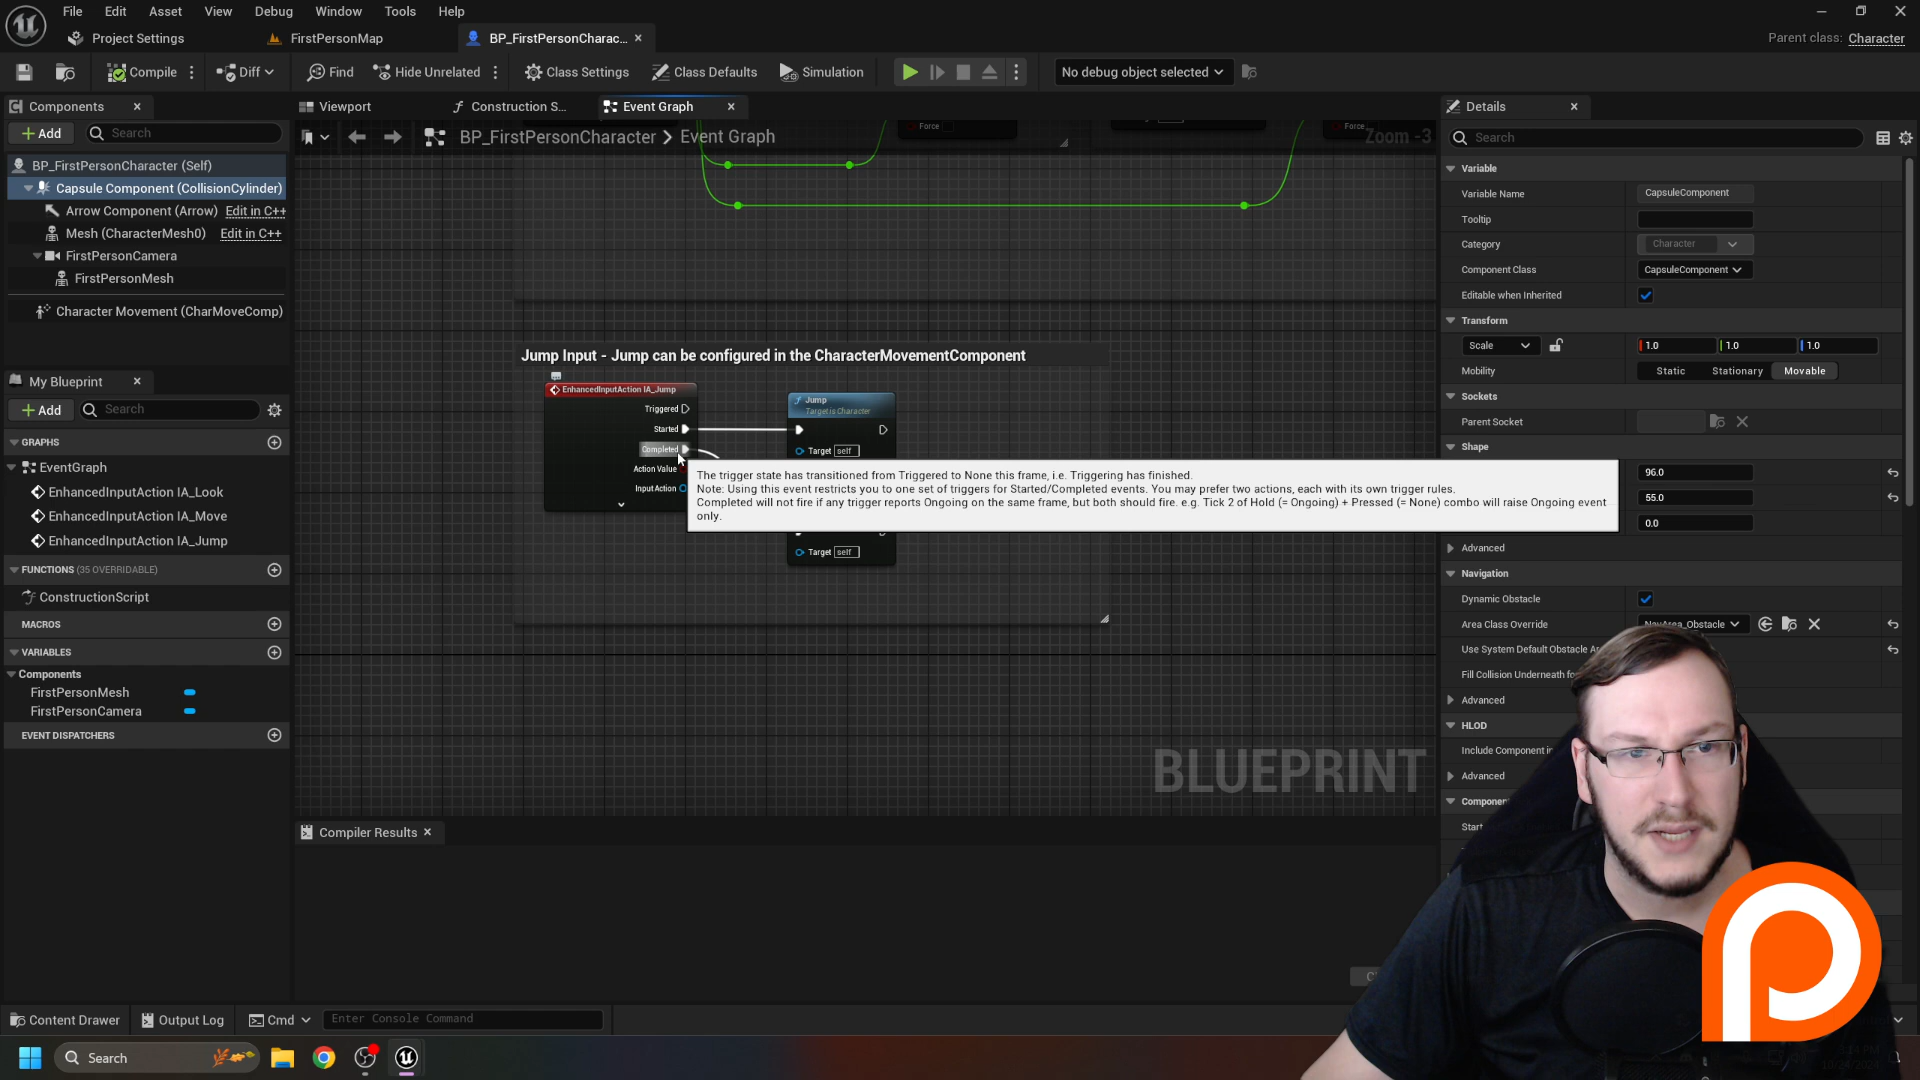 File Edit Asset View Debug Window Tools Help
Project Settings FirstPersonMap BP_FirstPersonCharac... Parent class: Character
Compile Diff Find Hide Unrelated Class Settings Class Defaults Simulation No debug object selected
Components Viewport Construction S... Event Graph Details
Add Search BP_FirstPersonCharacter > Event Graph Force Force Zoom -3 Search
BP_FirstPersonCharacter (Self)
Capsule Component (CollisionCylinder)
Arrow Component (Arrow) Edit in C++
Mesh (CharacterMesh0) Edit in C++
FirstPersonCamera
FirstPersonMesh
Character Movement (CharMoveComp)
My Blueprint
Add Search
GRAPHS
EventGraph
EnhancedInputAction IA_Look
EnhancedInputAction IA_Move
EnhancedInputAction IA_Jump
FUNCTIONS (35 OVERRIDABLE)
ConstructionScript
MACROS
VARIABLES
Components
FirstPersonMesh
FirstPersonCamera
EVENT DISPATCHERS
Jump Input - Jump can be configured in the CharacterMovementComponent
EnhancedInputAction IA_Jump
Triggered
Started
Completed
Action Value
Input Action
Jump
Target is Character
Target self
The trigger state has transitioned from Triggered to None this frame, i.e. Triggering has finished.
Note: Using this event restricts you to one set of triggers for Started/Completed events. You may prefer two actions, each with its own trigger rules.
Completed will not fire if any trigger reports Ongoing on the same frame, but both should fire. e.g. Tick 2 of Hold (= Ongoing) + Pressed (= None) combo will raise Ongoing event
only.
Target self
BLUEPRINT
Compiler Results
Variable
Variable Name CapsuleComponent
Tooltip
Category Character
Component Class CapsuleComponent
Editable when Inherited
Transform
Scale 1.0 1.0 1.0
Mobility Static Stationary Movable
Sockets
Parent Socket
Shape
96.0
55.0
0.0
Advanced
Navigation
Dynamic Obstacle
Area Class Override NavArea_Obstacle
Use System Default Obstacle
Fill Collision Underneath
Advanced
HLOD
Include Component
Advanced
Content Drawer Output Log Cmd Enter Console Command
Search